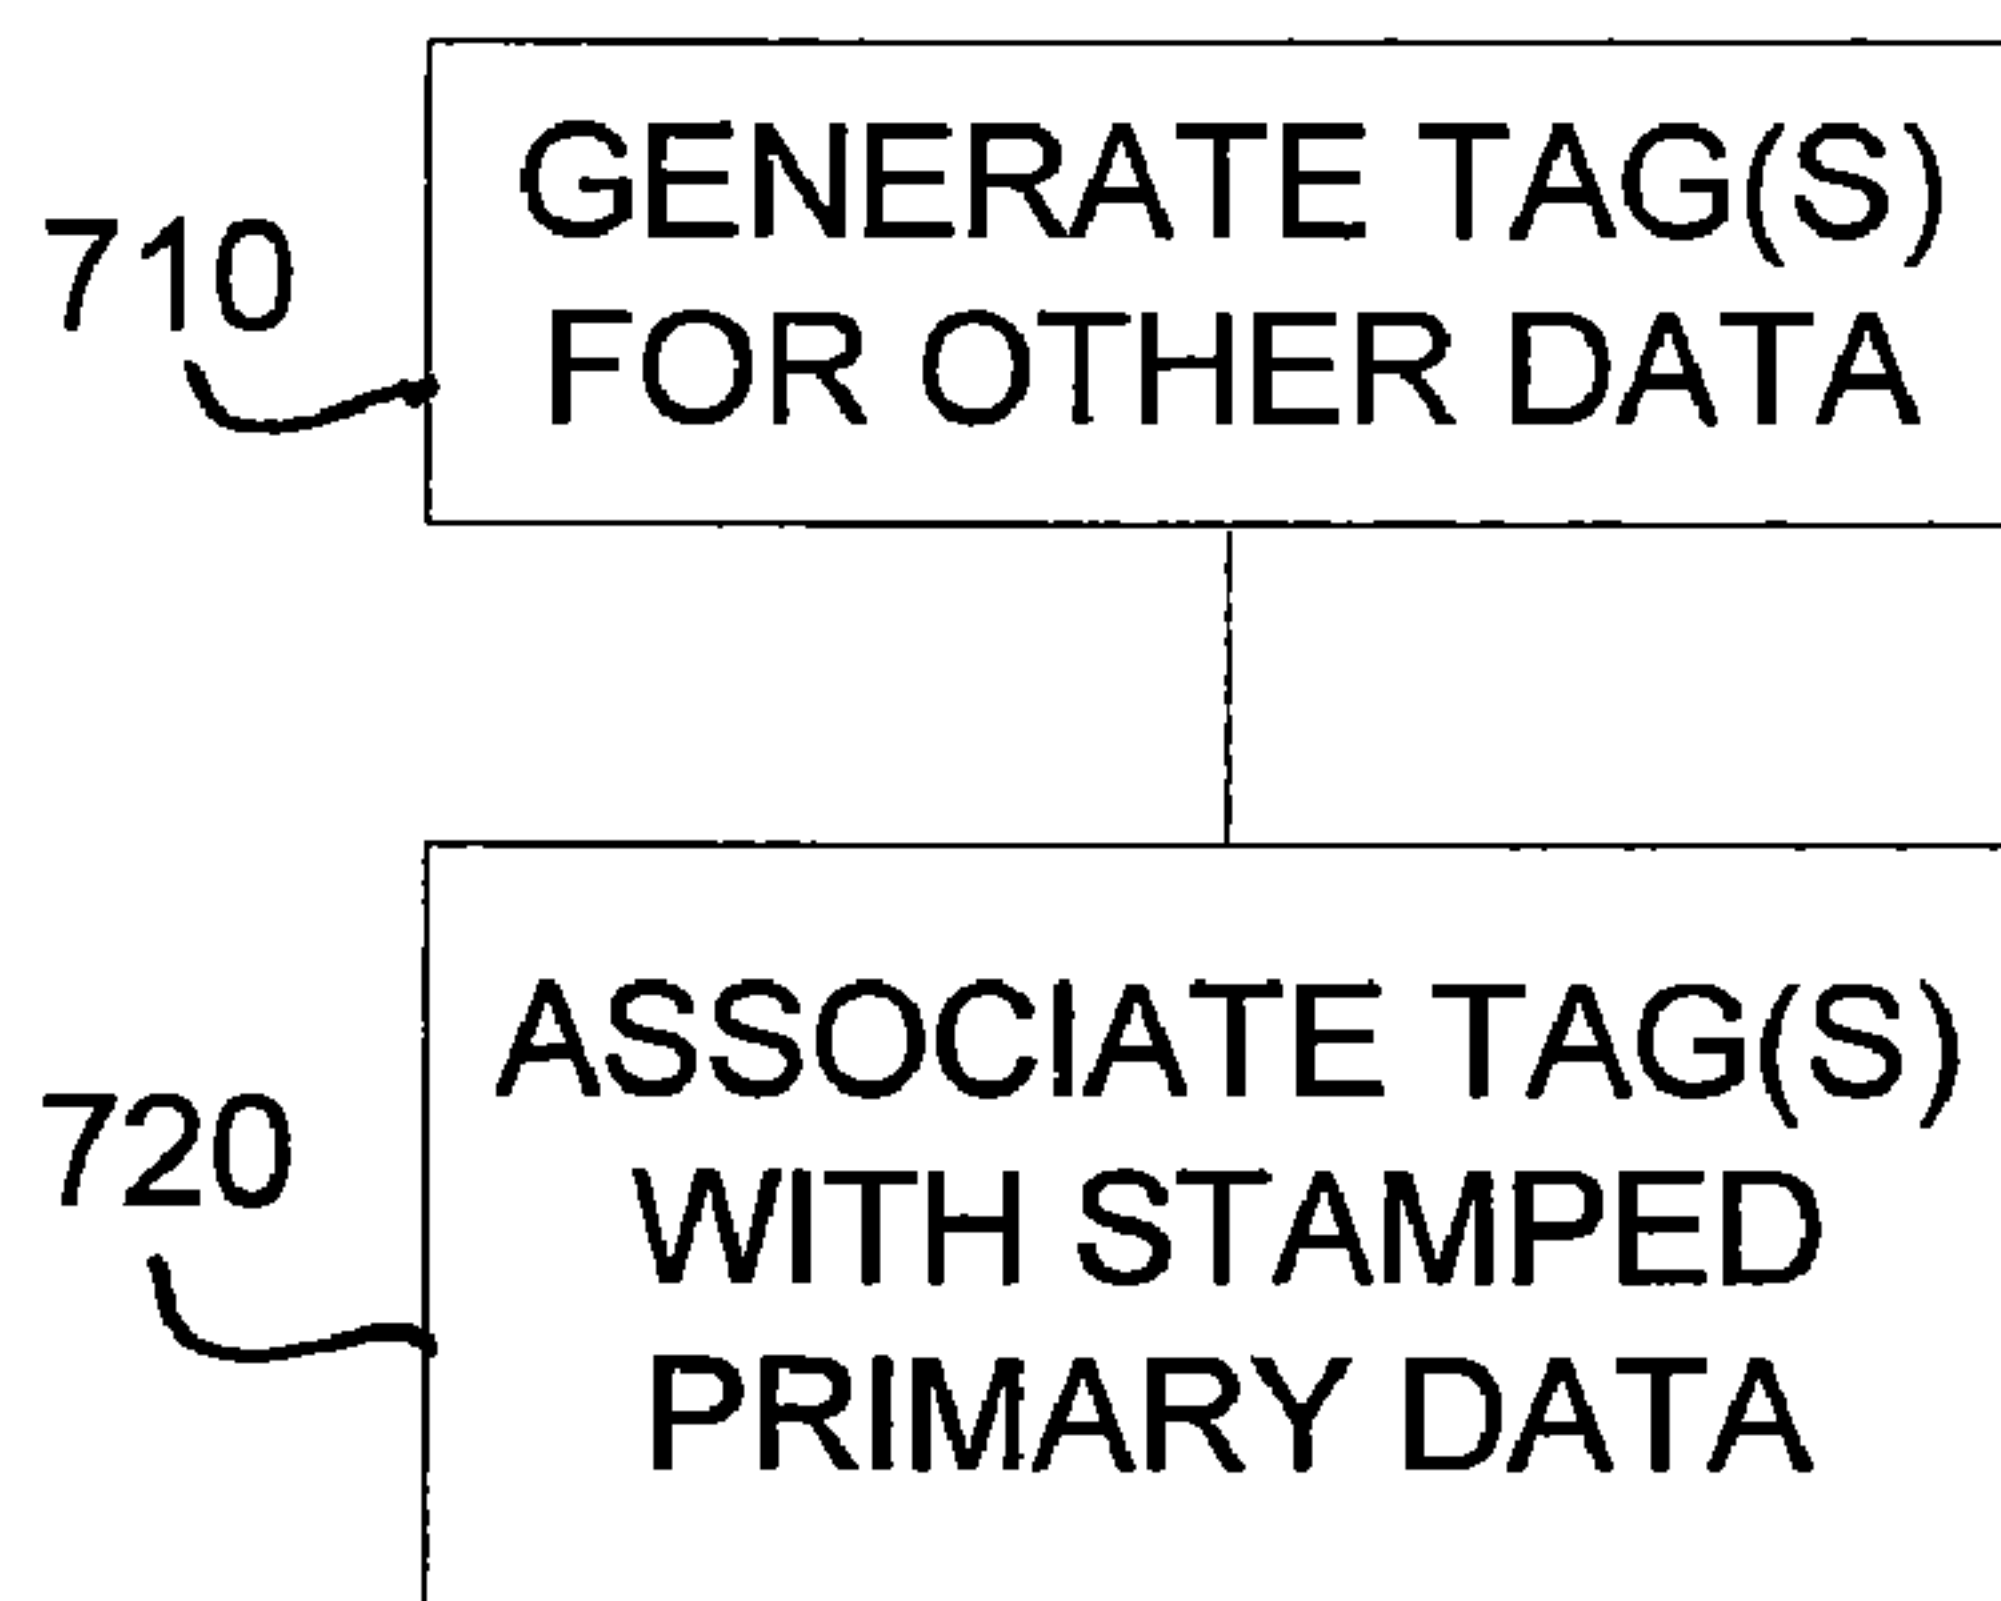 GENERATE TAG(S)
710
FOR OTHER DATA
ASSOCIATE TAG(S)
720
WITH STAMPED
PRIMARY DATA